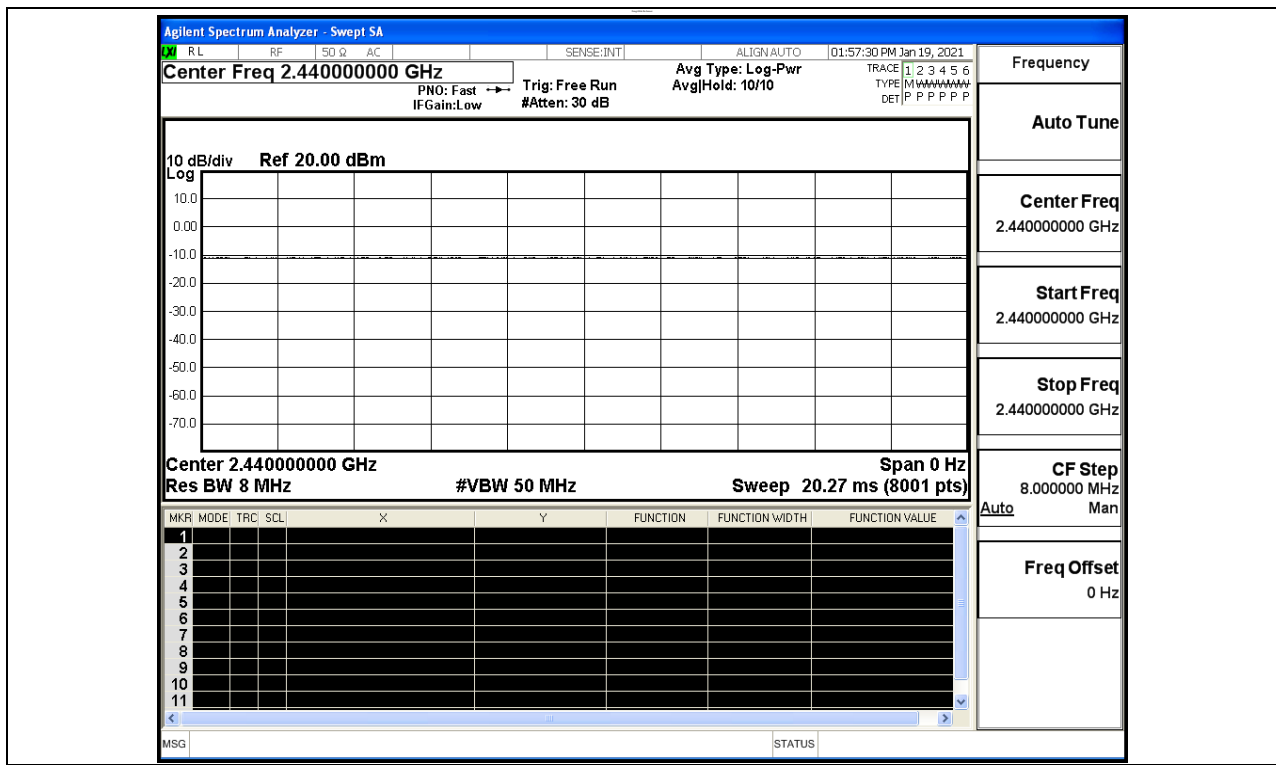 Agilent Spectrum Analyzer - Swept SA
LXI RL RF 50 Ω AC SENSE:INT ALIGN AUTO 01:57:30 PM Jan 19, 2021
Center Freq 2.440000000 GHz
PNO: Fast
IFGain:Low
Trig: Free Run
#Atten: 30 dB
Avg Type: Log-Pwr
Avg|Hold: 10/10
TRACE 1 2 3 4 5 6
TYPE M WWWWW
DET P P P P P P
10 dB/div Ref 20.00 dBm
Log
10.0
0.00
-10.0
-20.0
-30.0
-40.0
-50.0
-60.0
-70.0
Center 2.440000000 GHz Span 0 Hz
Res BW 8 MHz #VBW 50 MHz Sweep 20.27 ms (8001 pts)
MKR MODE TRC SCL X Y FUNCTION FUNCTION WIDTH FUNCTION VALUE
1
2
3
4
5
6
7
8
9
10
11
MSG STATUS
Frequency
Auto Tune
Center Freq
2.440000000 GHz
Start Freq
2.440000000 GHz
Stop Freq
2.440000000 GHz
CF Step
8.000000 MHz
Auto Man
Freq Offset
0 Hz